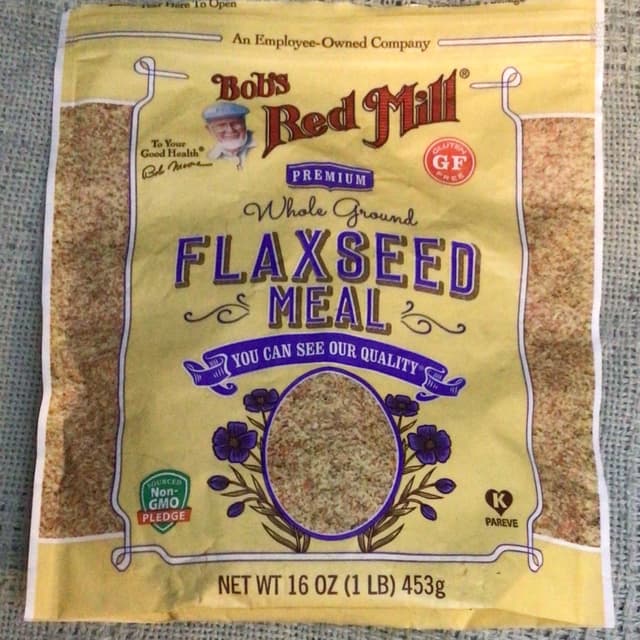 Here To Open
An Employee-Owned Company
Bob's
Red Mill®
To Your
Good Health®
Bob Moore
GLUTEN
GF
FREE
PREMIUM
Whole Ground
FLAXSEED
MEAL
YOU CAN SEE OUR QUALITY®
SOURCED
Non-
GMO
PLEDGE
K
PAREVE
NET WT 16 OZ (1 LB) 453g